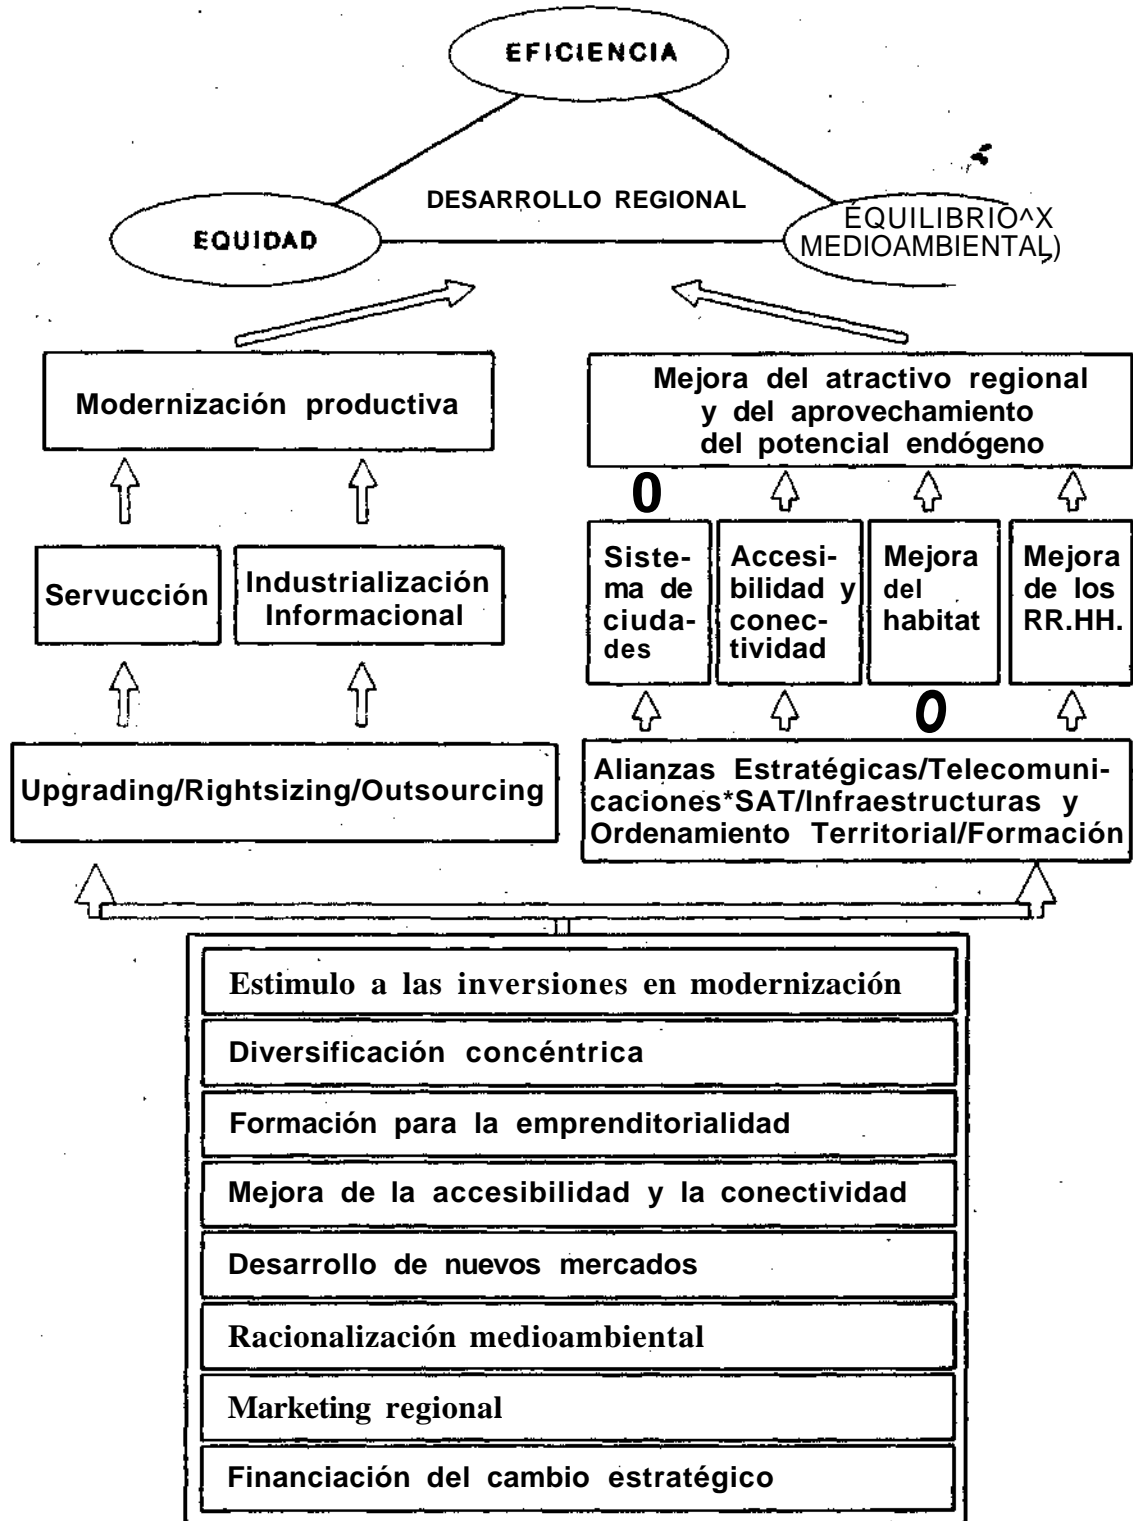 EFICIENCIA
DESARROLLO REGIONAL
EQUIDAD
EQUILIBRIO^X
MEDIOAMBIENTAL)
Modernización productiva
Mejora del atractivo regional
y del aprovechamiento
del potencial endógeno
0
Servucción
Industrialización
Informacional
Siste-
ma de
ciuda-
des
Accesi-
bilidad y
conec-
tividad
Mejora
del
habitat
Mejora
de los
RR.HH.
0
Upgrading/Rightsizing/Outsourcing
Alianzas Estratégicas/Telecomuni-
caciones*SAT/Infraestructuras y
Ordenamiento Territorial/Formación
Estimulo a las inversiones en modernización
Diversificación concéntrica
Formación para la emprenditorialidad
Mejora de la accesibilidad y la conectividad
Desarrollo de nuevos mercados
Racionalización medioambiental
Marketing regional
Financiación del cambio estratégico